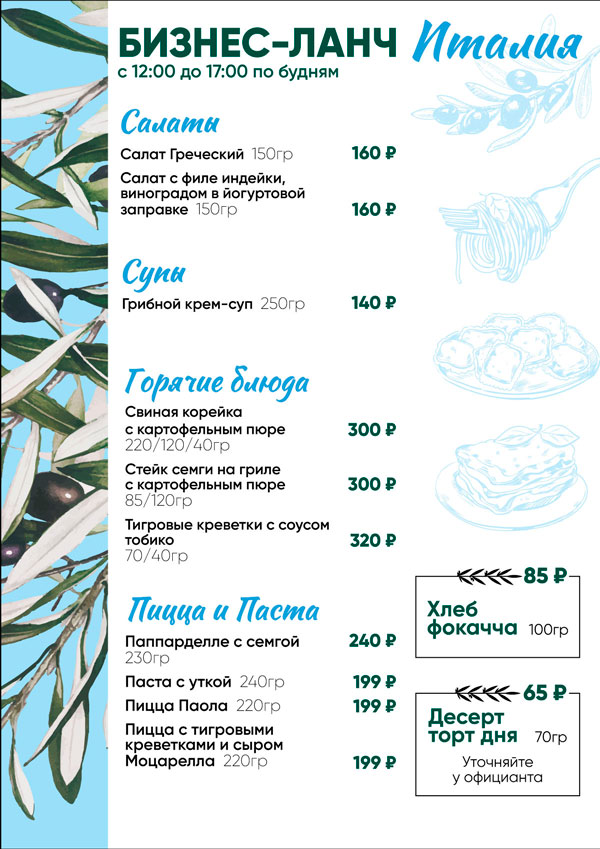 БИЗНЕС-ЛАНЧ Италия
с 12:00 до 17:00 по будням
Салаты
Салат Греческий 150гр 160 ₽
Салат с филе индейки,
виноградом в йогуртовой
заправке 150гр 160 ₽
Супы
Грибной крем-суп 250гр 140 ₽
Горячие блюда
Свиная корейка
с картофельным пюре 300 ₽
220/120/40гр
Стейк семги на гриле
с картофельным пюре 300 ₽
85/120гр
Тигровые креветки с соусом
тобико 320 ₽
70/40гр
Пицца и Паста
Паппарделле с семгой 240 ₽
230гр
Паста с уткой 240гр 199 ₽
Пицца Паола 220гр 199 ₽
Пицца с тигровыми
креветками и сыром
Моцарелла 220гр 199 ₽
85 ₽
Хлеб
фокачча 100гр
65 ₽
Десерт
торт дня 70гр
Уточняйте
у официанта